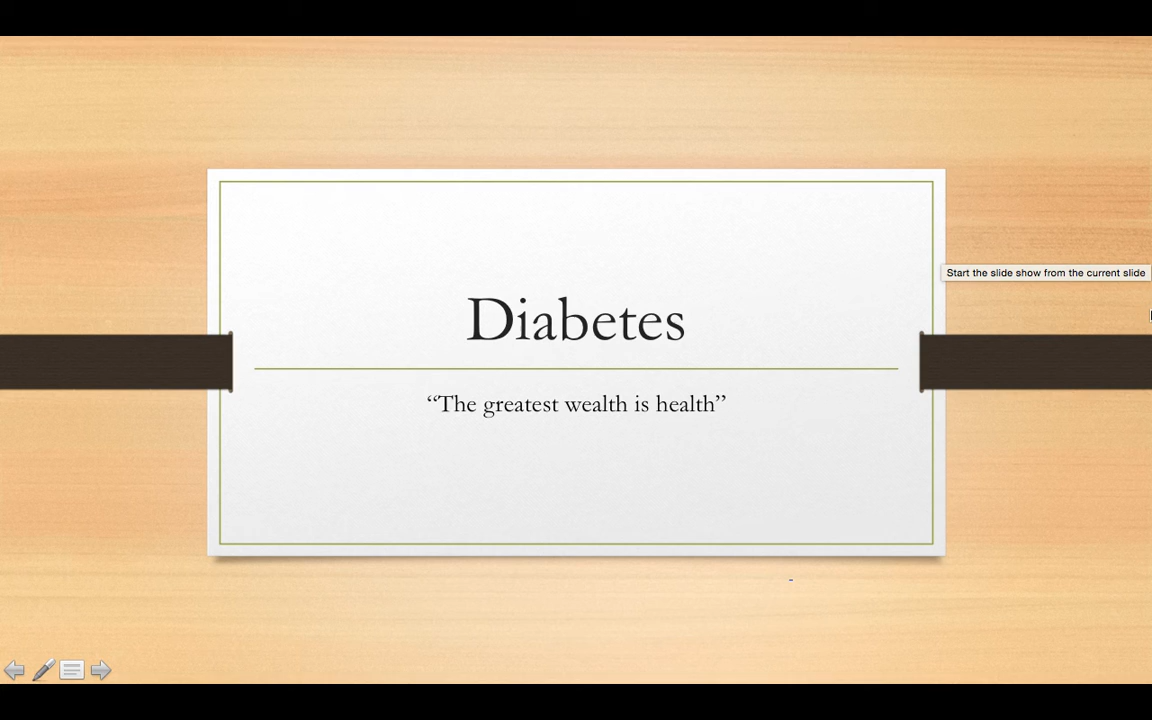 Start the slide show from the current slide
Diabetes
“The greatest wealth is health”